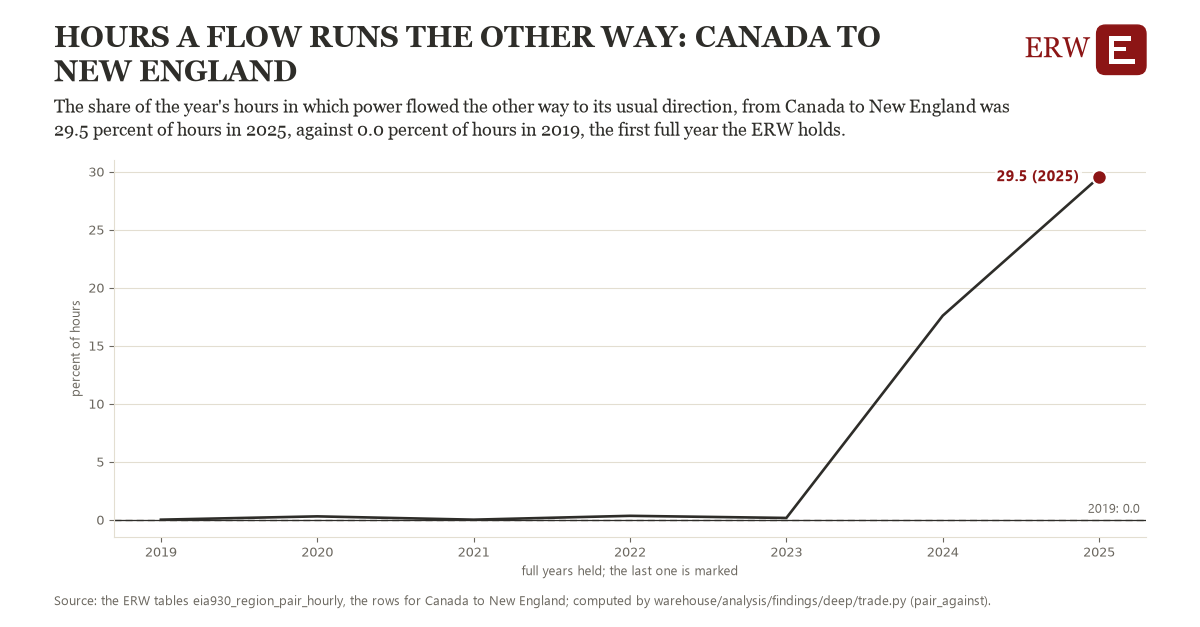 HOURS A FLOW RUNS THE OTHER WAY: CANADA TO
NEW ENGLAND
ERW E
The share of the year's hours in which power flowed the other way to its usual direction, from Canada to New England was
29.5 percent of hours in 2025, against 0.0 percent of hours in 2019, the first full year the ERW holds.
30
25
20
15
10
5
0
percent of hours
29.5 (2025)
2019: 0.0
2019 2020 2021 2022 2023 2024 2025
full years held; the last one is marked
Source: the ERW tables eia930_region_pair_hourly, the rows for Canada to New England; computed by warehouse/analysis/findings/deep/trade.py (pair_against).